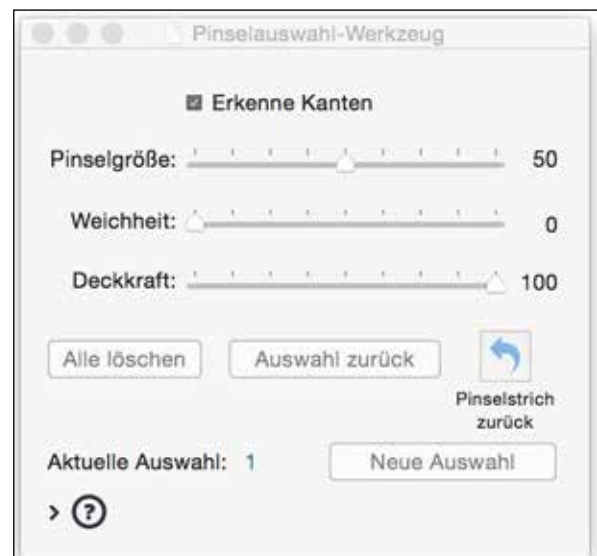 Pinselauswahl-Werkzeug
Erkenne Kanten
Pinselgröße: 50
Weichheit: 0
Deckkraft: 100
Alle löschen Auswahl zurück
Pinselstrich
zurück
Aktuelle Auswahl: 1 Neue Auswahl
> ?